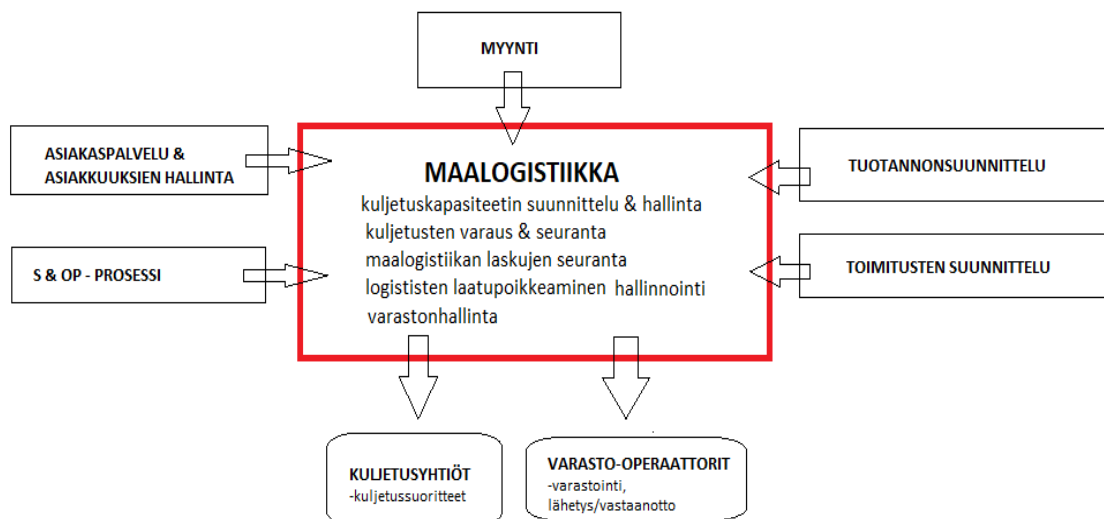 MYYNTI
ASIAKASPALVELU &
ASIAKKUUKSIEN HALLINTA
S & OP - PROSESSI
MAALOGISTIIKKA
kuljetuskapasiteetin suunnittelu & hallinta
kuljetusten varaus & seuranta
maalogistiikan laskujen seuranta
logististen laatupoikkeaminen hallinnointi
varastonhallinta
TUOTANNONSUUNNITTELU
TOIMITUSTEN SUUNNITTELU
KULJETUSYHTIÖT
-kuljetussuoritteet
VARASTO-OPERAATTORIT
-varastointi,
lähetys/vastaanotto